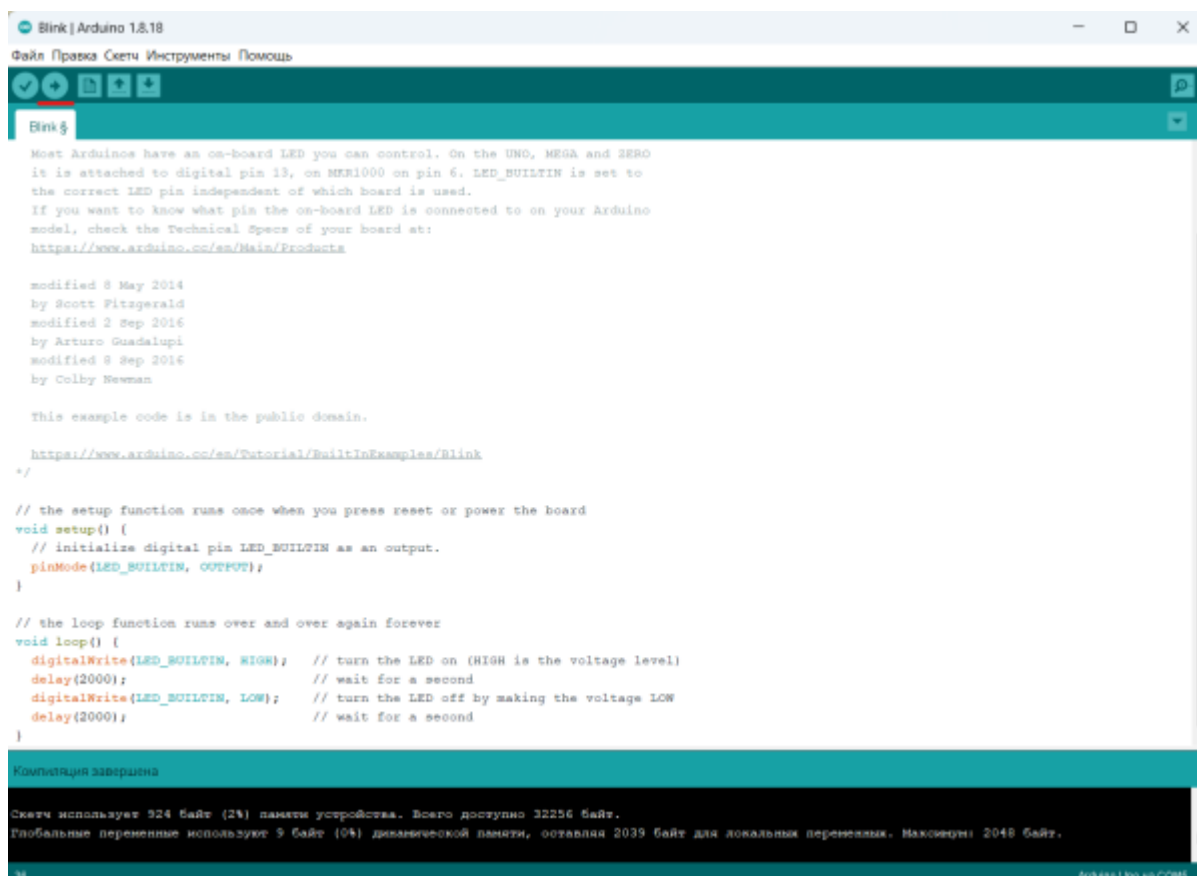 Blink | Arduino 1.8.18
Файл Правка Скетч Инструменты Помощь
Blink §
Most Arduinos have an on-board LED you can control. On the UNO, MEGA and ZERO
it is attached to digital pin 13, on MKR1000 on pin 6. LED_BUILTIN is set to
the correct LED pin independent of which board is used.
If you want to know what pin the on-board LED is connected to on your Arduino
model, check the Technical Specs of your board at:
https://www.arduino.cc/en/Main/Products
modified 8 May 2014
by Scott Fitzgerald
modified 2 Sep 2016
by Arturo Guadalupi
modified 8 Sep 2016
by Colby Newman
This example code is in the public domain.
https://www.arduino.cc/en/Tutorial/BuiltInExamples/Blink
*/
// the setup function runs once when you press reset or power the board
void setup() {
// initialize digital pin LED_BUILTIN as an output.
pinMode(LED_BUILTIN, OUTPUT);
}
// the loop function runs over and over again forever
void loop() {
digitalWrite(LED_BUILTIN, HIGH); // turn the LED on (HIGH is the voltage level)
delay(2000); // wait for a second
digitalWrite(LED_BUILTIN, LOW); // turn the LED off by making the voltage LOW
delay(2000); // wait for a second
}
Компиляция завершена
Скетч использует 924 байт (2%) памяти устройства. Всего доступно 32256 байт.
Глобальные переменные используют 9 байт (0%) динамической памяти, оставляя 2039 байт для локальных переменных. Максимум: 2048 байт.
Arduino Uno на COM5